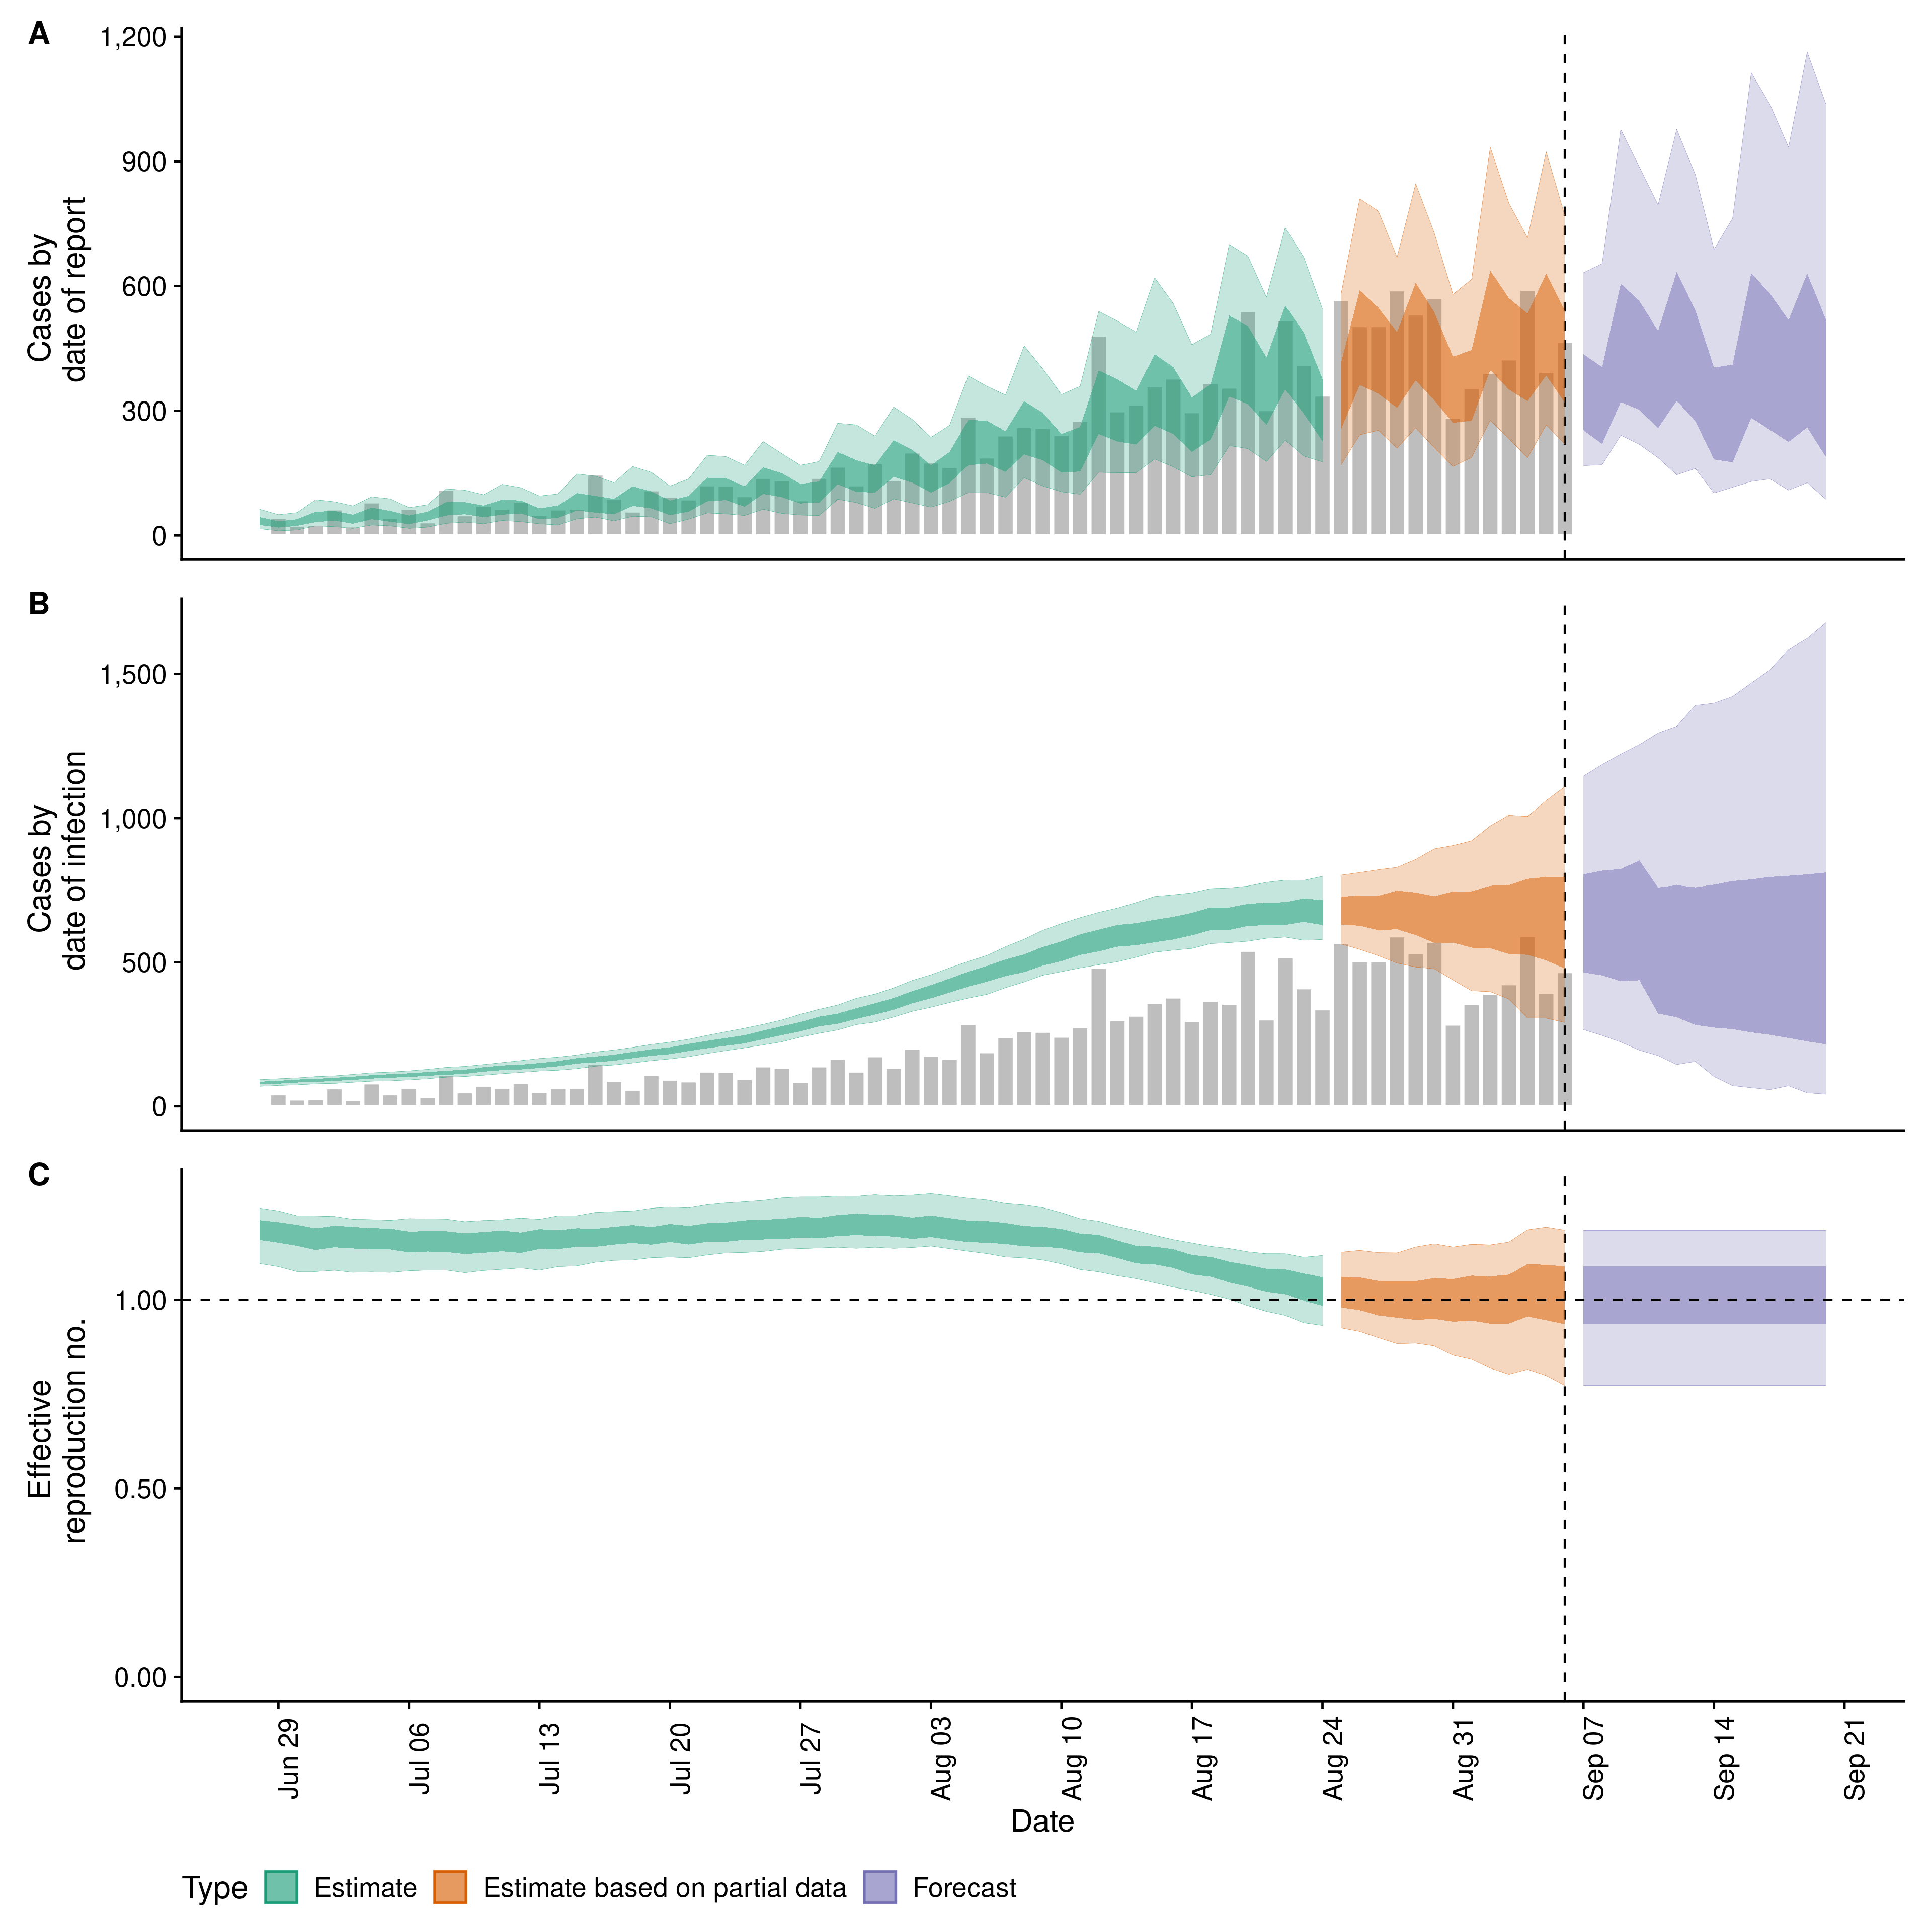 A
Cases by
date of report
1,200
900
600
300
0
B
Cases by
date of infection
1,500
1,000
500
0
C
Effective
reproduction no.
1.00
0.50
0.00
Jun 29
Jul 06
Jul 13
Jul 20
Jul 27
Aug 03
Aug 10
Aug 17
Aug 24
Aug 31
Sep 07
Sep 14
Sep 21
Date
Type Estimate Estimate based on partial data Forecast